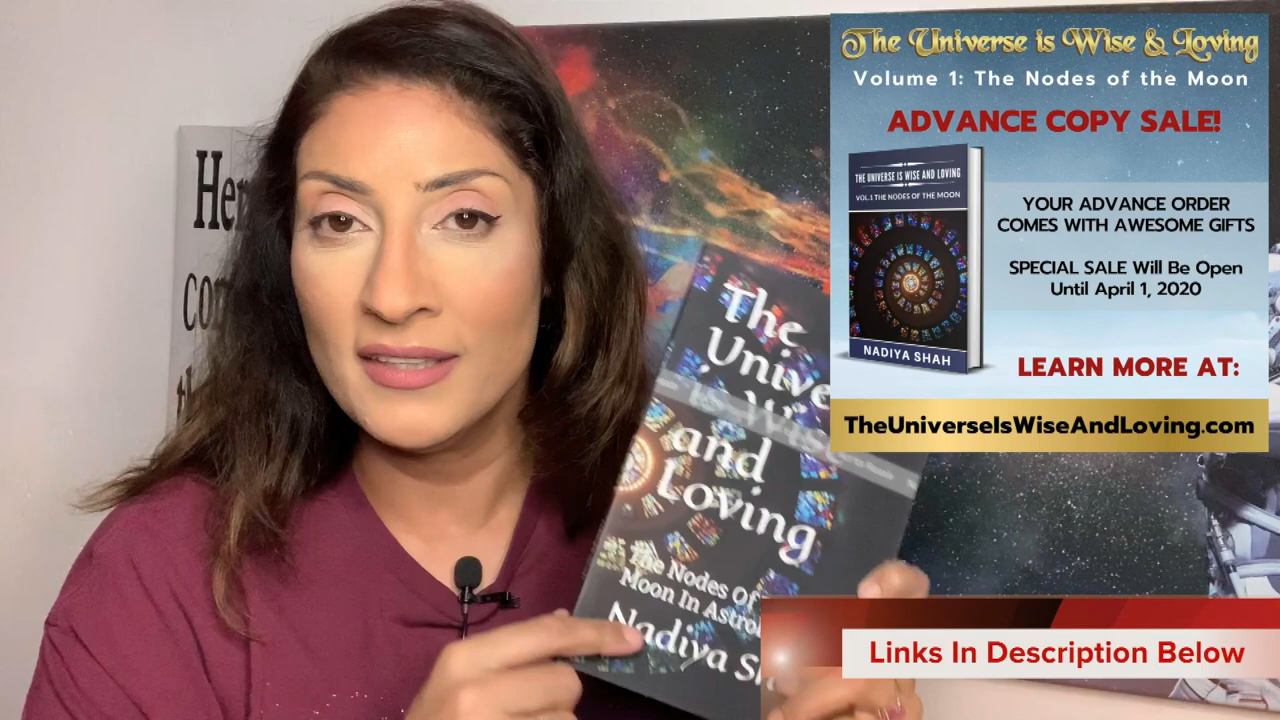 The Universe is Wise & Loving
Volume 1: The Nodes of the Moon
ADVANCE COPY SALE!
THE UNIVERSE IS WISE AND LOVING
VOL.1 THE NODES OF THE MOON
NADIYA SHAH
YOUR ADVANCE ORDER
COMES WITH AWESOME GIFTS
SPECIAL SALE Will Be Open
Until April 1, 2020
LEARN MORE AT:
TheUniverseIsWiseAndLoving.com
The
is Wise
and
Loving
The Nodes Of
Moon In
Nadiya
Links In Description Below